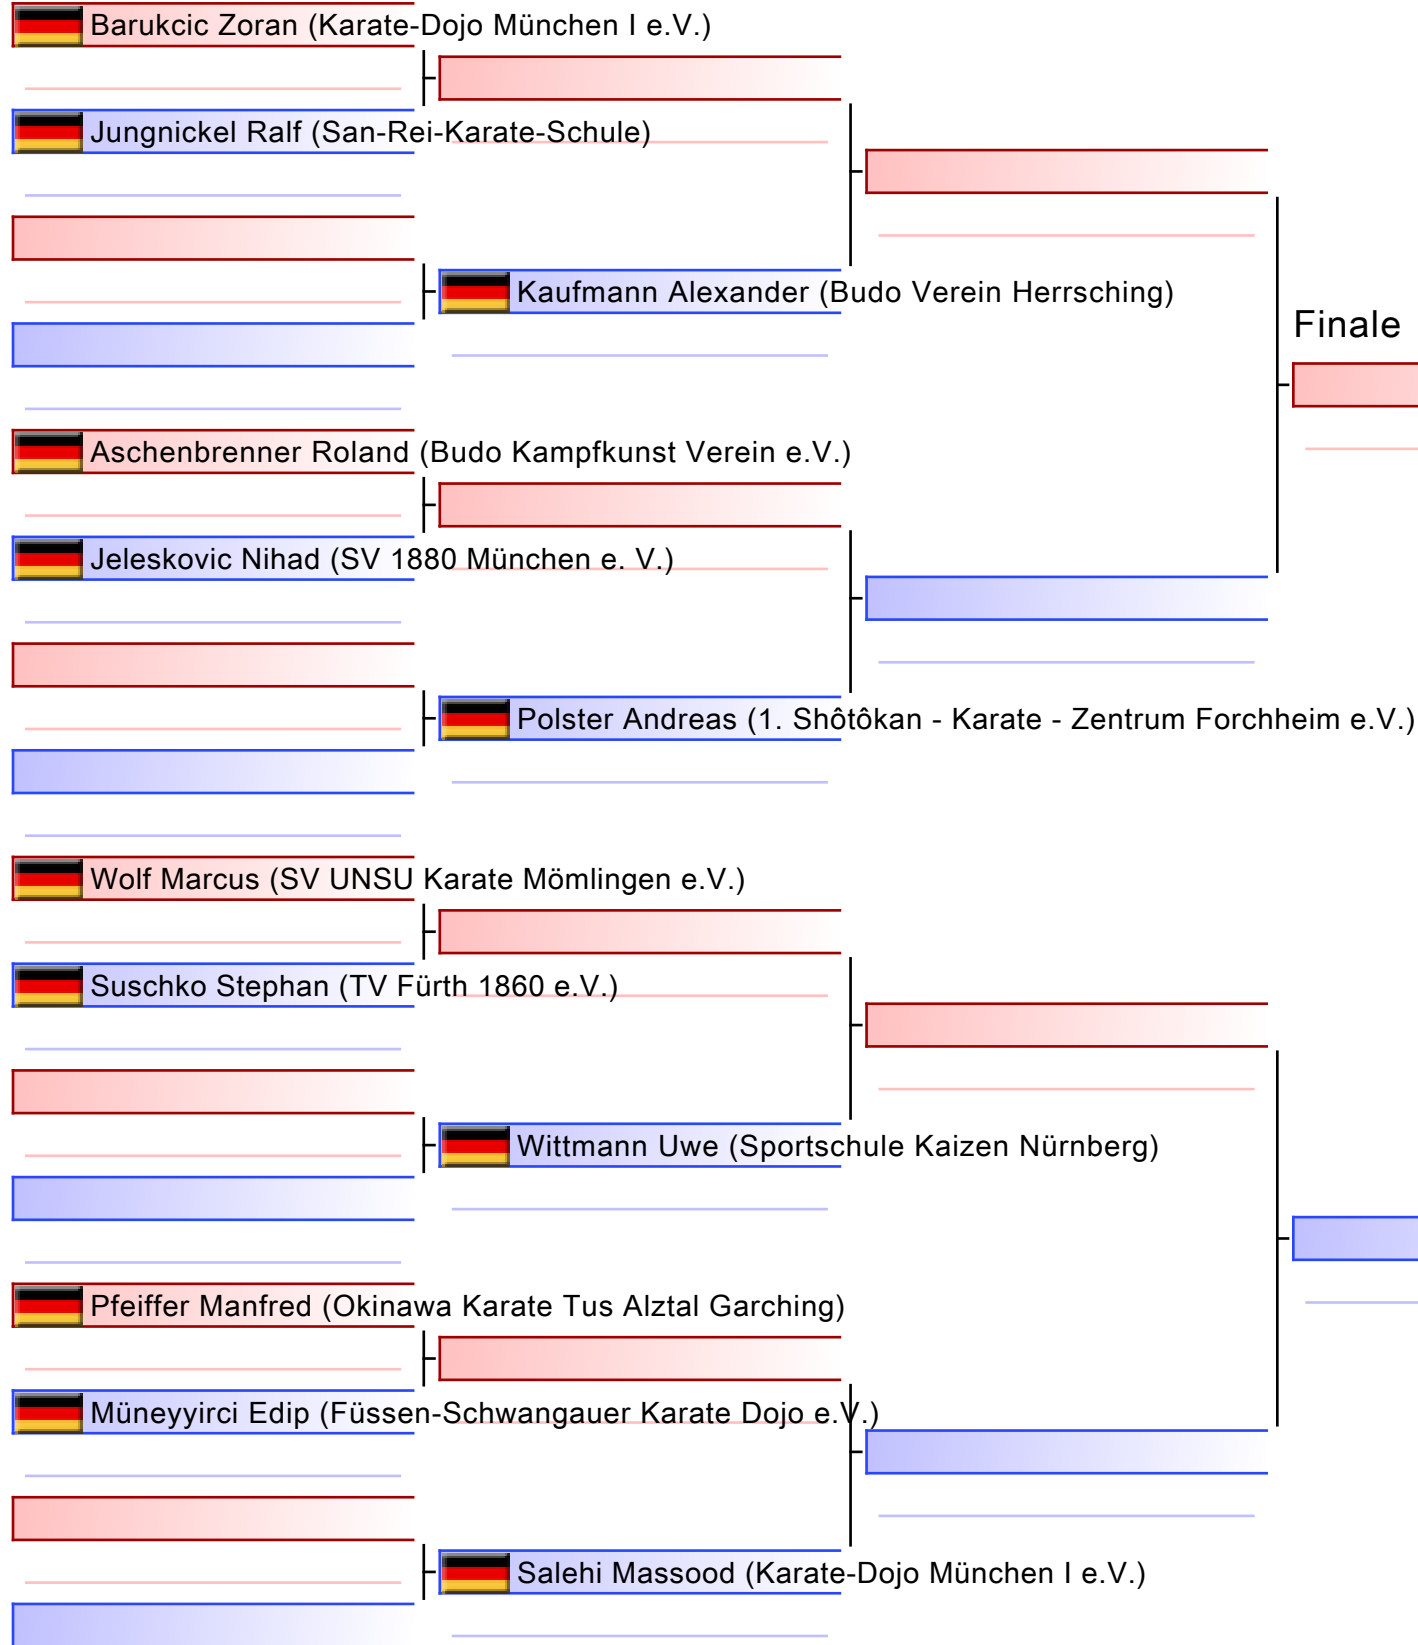 Barukcic Zoran (Karate-Dojo München I e.V.)
Jungnickel Ralf (San-Rei-Karate-Schule)
Kaufmann Alexander (Budo Verein Herrsching)
Finale
Aschenbrenner Roland (Budo Kampfkunst Verein e.V.)
Jeleskovic Nihad (SV 1880 München e. V.)
Polster Andreas (1. Shôtôkan - Karate - Zentrum Forchheim e.V.)
Wolf Marcus (SV UNSU Karate Mömlingen e.V.)
Suschko Stephan (TV Fürth 1860 e.V.)
Wittmann Uwe (Sportschule Kaizen Nürnberg)
Pfeiffer Manfred (Okinawa Karate Tus Alztal Garching)
Müneyyirci Edip (Füssen-Schwangauer Karate Dojo e.V.)
Salehi Massood (Karate-Dojo München I e.V.)